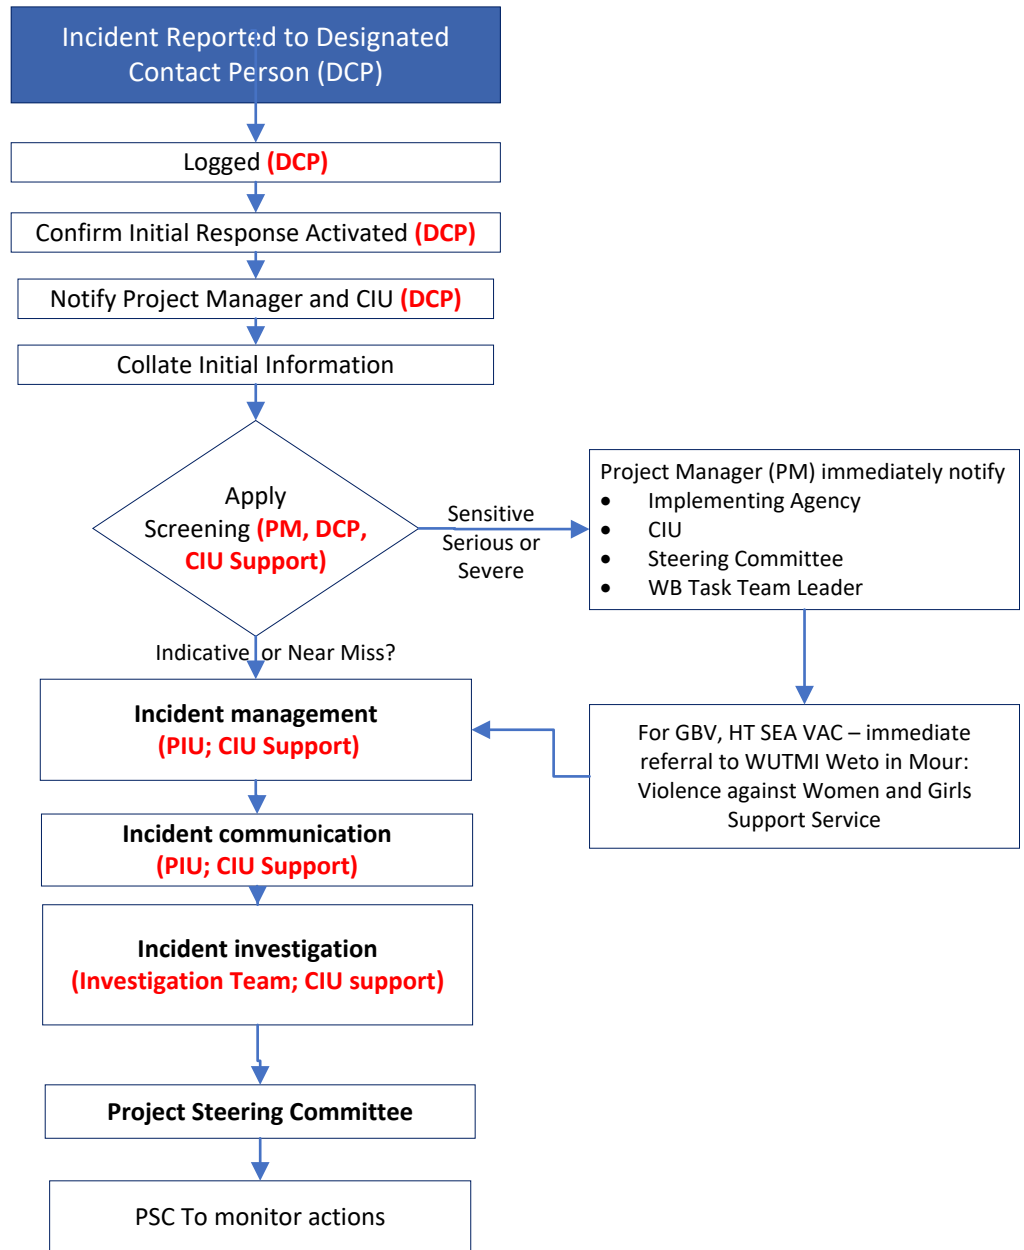 Incident Reported to Designated
Contact Person (DCP)
Logged (DCP)
Confirm Initial Response Activated (DCP)
Notify Project Manager and CIU (DCP)
Collate Initial Information
Apply
Screening (PM, DCP,
CIU Support)
Sensitive
Serious or
Severe
Project Manager (PM) immediately notify
• Implementing Agency
• CIU
• Steering Committee
• WB Task Team Leader
For GBV, HT SEA VAC – immediate
referral to WUTMI Weto in Mour:
Violence against Women and Girls
Support Service
Indicative or Near Miss?
Incident management
(PIU; CIU Support)
Incident communication
(PIU; CIU Support)
Incident investigation
(Investigation Team; CIU support)
Project Steering Committee
PSC To monitor actions